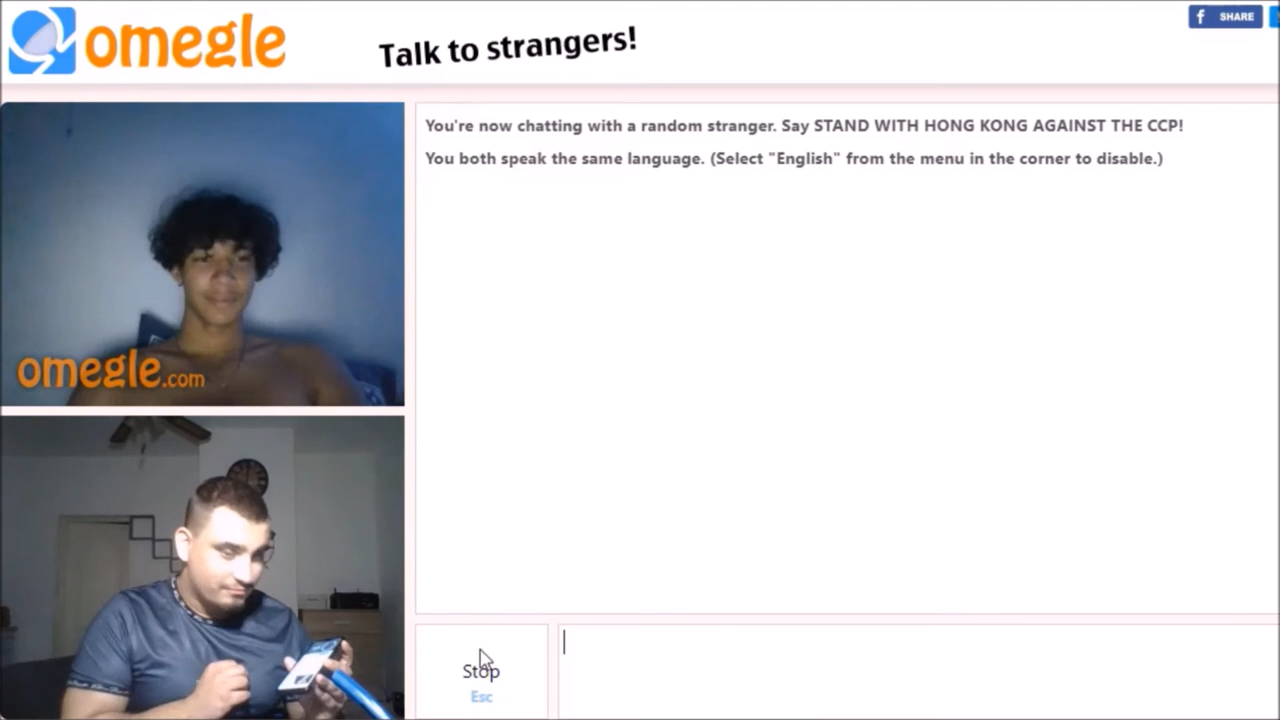 omegle
Talk to strangers!
SHARE
You're now chatting with a random stranger. Say STAND WITH HONG KONG AGAINST THE CCP!
You both speak the same language. (Select "English" from the menu in the corner to disable.)
omegle.com
Stop
Esc